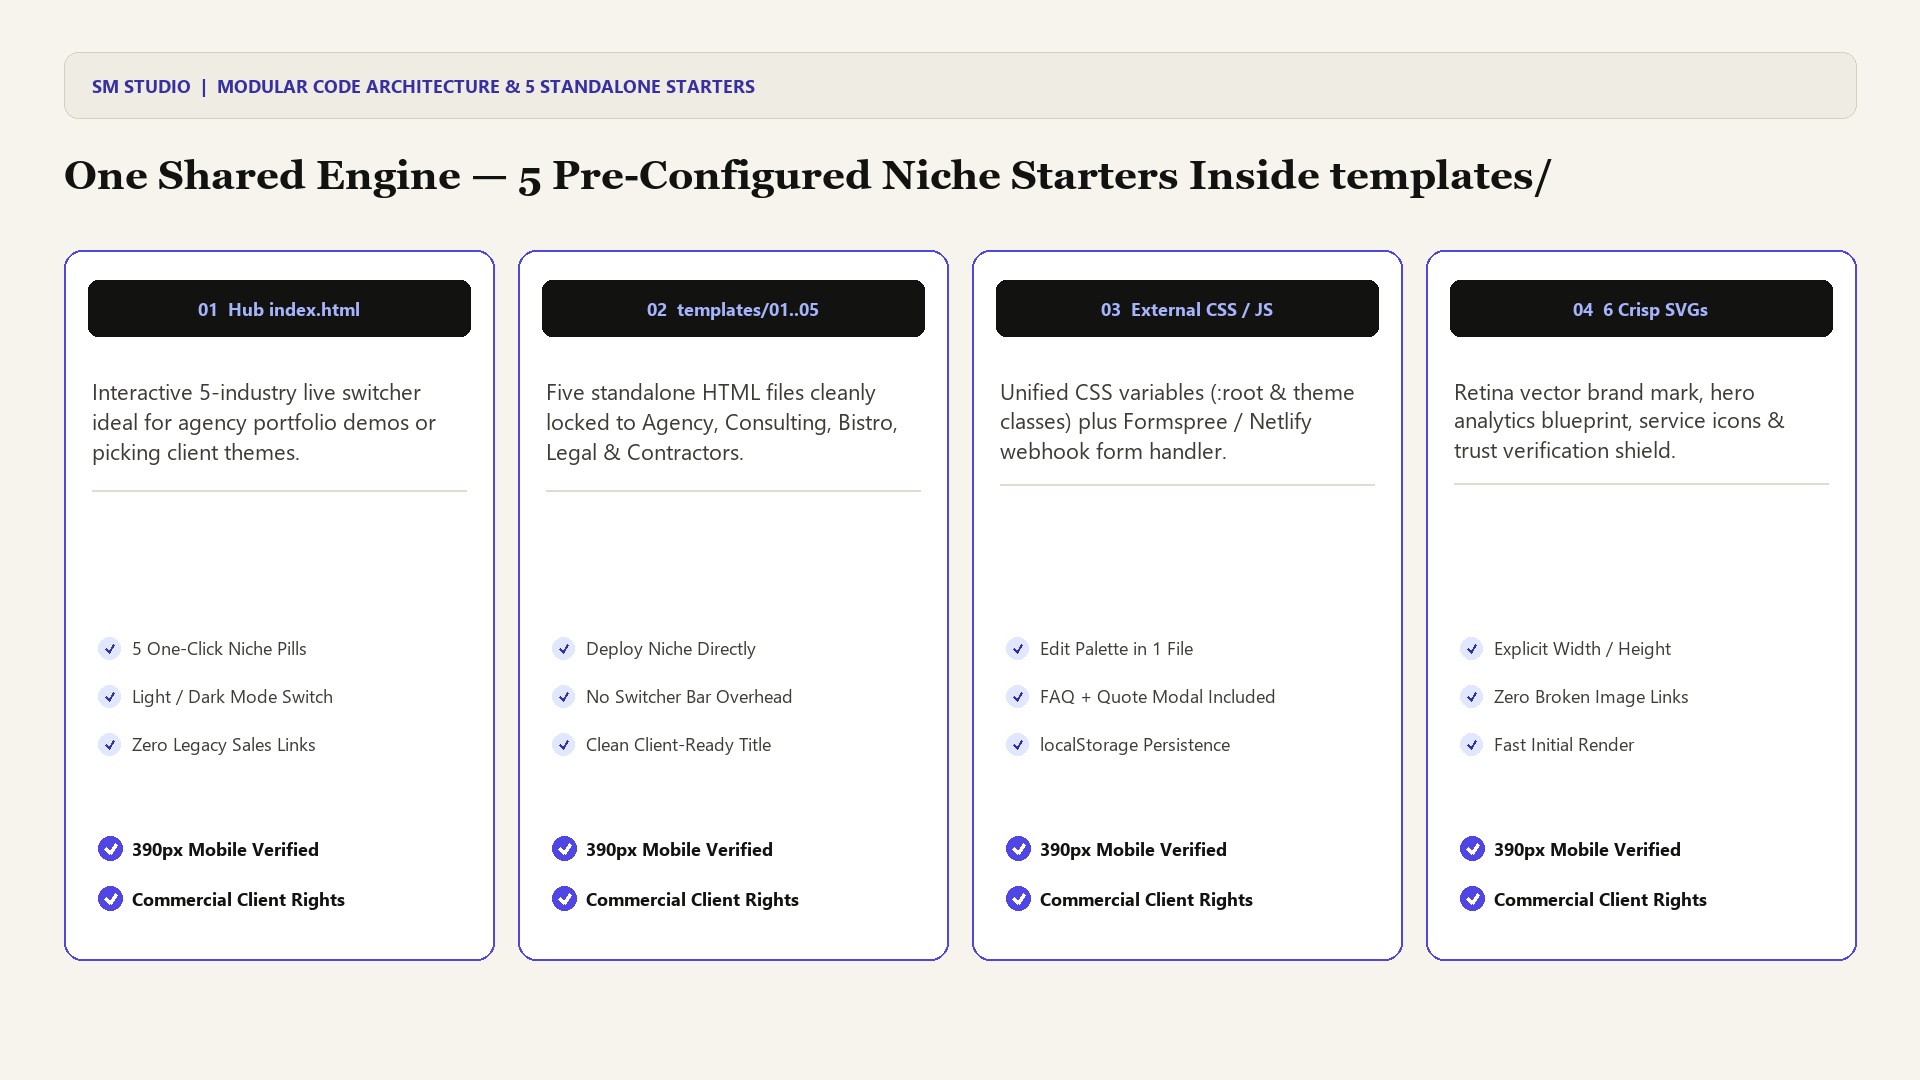 SM STUDIO | MODULAR CODE ARCHITECTURE & 5 STANDALONE STARTERS
One Shared Engine — 5 Pre-Configured Niche Starters Inside templates/
01 Hub index.html
Interactive 5-industry live switcher
ideal for agency portfolio demos or
picking client themes.
5 One-Click Niche Pills
Light / Dark Mode Switch
Zero Legacy Sales Links
390px Mobile Verified
Commercial Client Rights
02 templates/01..05
Five standalone HTML files cleanly
locked to Agency, Consulting, Bistro,
Legal & Contractors.
Deploy Niche Directly
No Switcher Bar Overhead
Clean Client-Ready Title
390px Mobile Verified
Commercial Client Rights
03 External CSS / JS
Unified CSS variables (:root & theme
classes) plus Formspree / Netlify
webhook form handler.
Edit Palette in 1 File
FAQ + Quote Modal Included
localStorage Persistence
390px Mobile Verified
Commercial Client Rights
04 6 Crisp SVGs
Retina vector brand mark, hero
analytics blueprint, service icons &
trust verification shield.
Explicit Width / Height
Zero Broken Image Links
Fast Initial Render
390px Mobile Verified
Commercial Client Rights